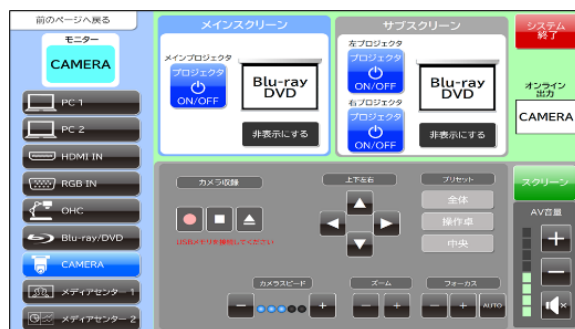 前のページへ戻る
モニター
CAMERA
PC 1
PC 2
HDMI IN
RGB IN
OHC
Blu-ray/DVD
CAMERA
メディアセンター 1
メディアセンター 2
メインスクリーン
メインプロジェクタ
プロジェクタ
ON/OFF
Blu-ray
DVD
非表示にする
サブスクリーン
左プロジェクタ
プロジェクタ
ON/OFF
右プロジェクタ
プロジェクタ
ON/OFF
Blu-ray
DVD
非表示にする
システム
終了
オンライン
出力
CAMERA
カメラ収録
USBメモリを接続してください
上下左右
プリセット
全体
操作卓
中央
カメラスピード
ズーム
フォーカス
AUTO
スクリーン
AV音量